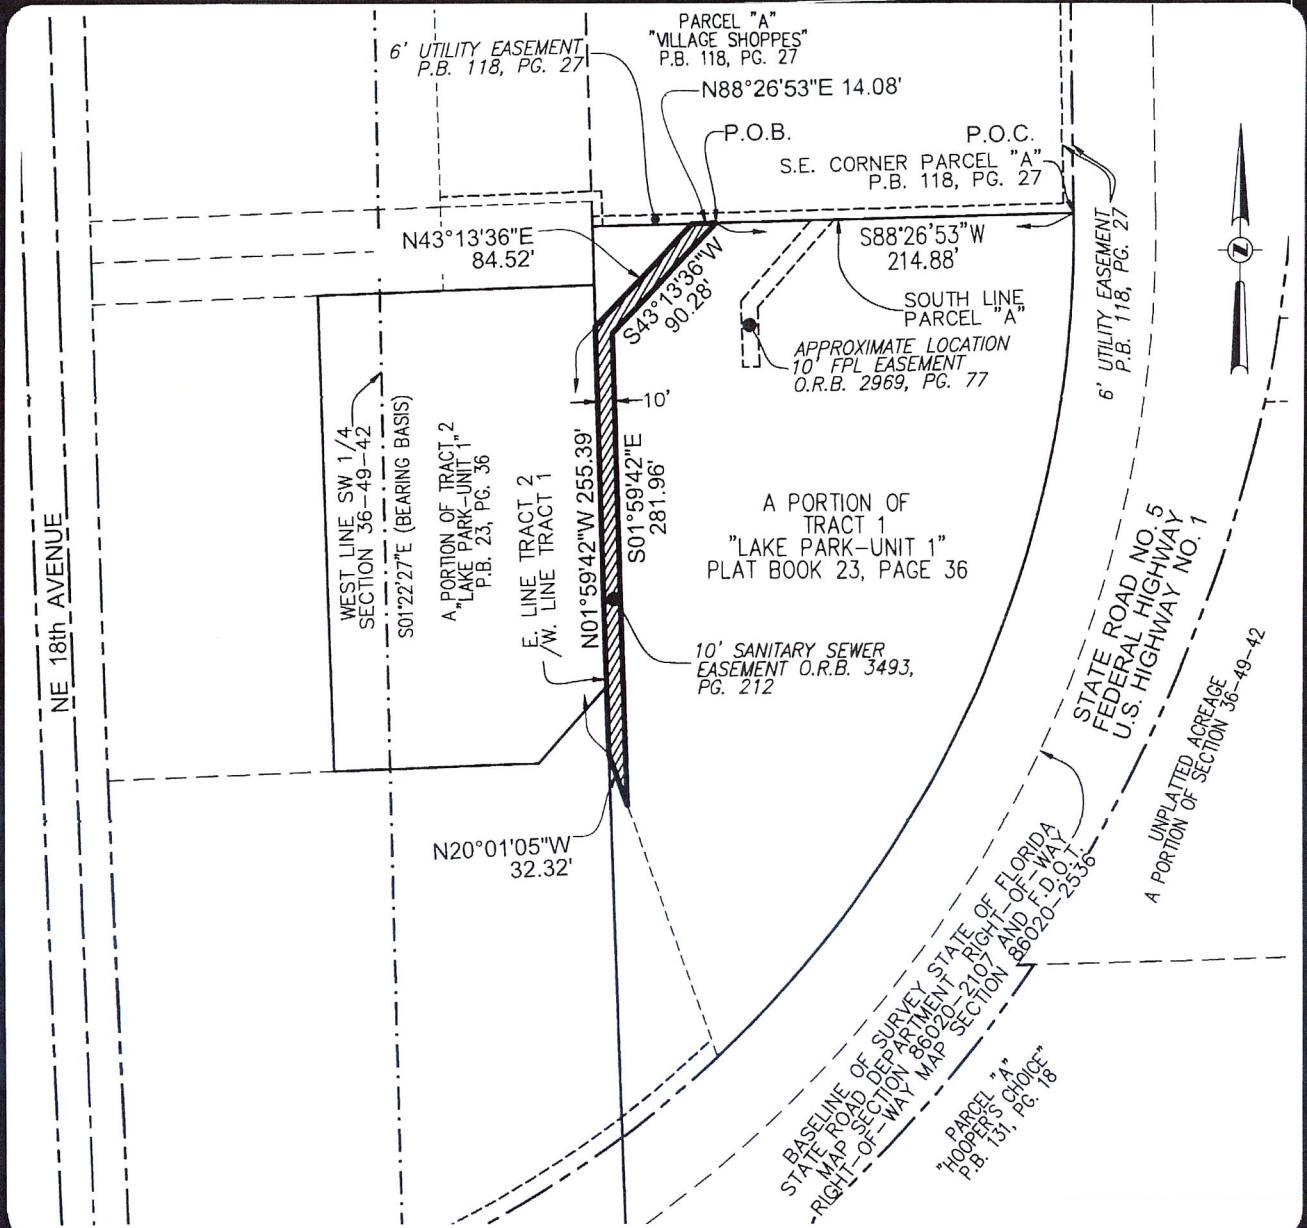 PARCEL "A"
"VILLAGE SHOPPES"
P.B. 118, PG. 27
6' UTILITY EASEMENT
P.B. 118, PG. 27
N88°26'53"E 14.08'
P.O.B.
P.O.C.
S.E. CORNER PARCEL "A"
P.B. 118, PG. 27
6' UTILITY EASEMENT
P.B. 118, PG. 27
N43°13'36"E
84.52'
S43°13'36"W
90.28'
S88°26'53"W
214.88'
SOUTH LINE
PARCEL "A"
APPROXIMATE LOCATION
10' FPL EASEMENT
O.R.B. 2969, PG. 77
N
10'
NE 18th AVENUE
WEST LINE SW 1/4
SECTION 36-49-42
S01°22'27"E (BEARING BASIS)
A PORTION OF TRACT 2
"LAKE PARK-UNIT 1"
P.B. 23, PG. 36
E. LINE TRACT 2
W. LINE TRACT 1
N01°59'42"W 255.39'
S01°59'42"E
281.96'
A PORTION OF
TRACT 1
"LAKE PARK-UNIT 1"
PLAT BOOK 23, PAGE 36
10' SANITARY SEWER
EASEMENT O.R.B. 3493,
PG. 212
STATE ROAD NO. 5
FEDERAL HIGHWAY
U.S. HIGHWAY NO. 1
UNPLATTED ACREAGE
A PORTION OF SECTION 36-49-42
N20°01'05"W
32.32'
BASELINE OF SURVEY STATE OF FLORIDA
STATE ROAD DEPARTMENT RIGHT-OF-WAY
MAP SECTION 86020-2107 AND F.D.O.T.
RIGHT-OF-WAY MAP SECTION 86020-2536
PARCEL "A"
"HOOPER'S CHOICE"
P.B. 131, PG. 18